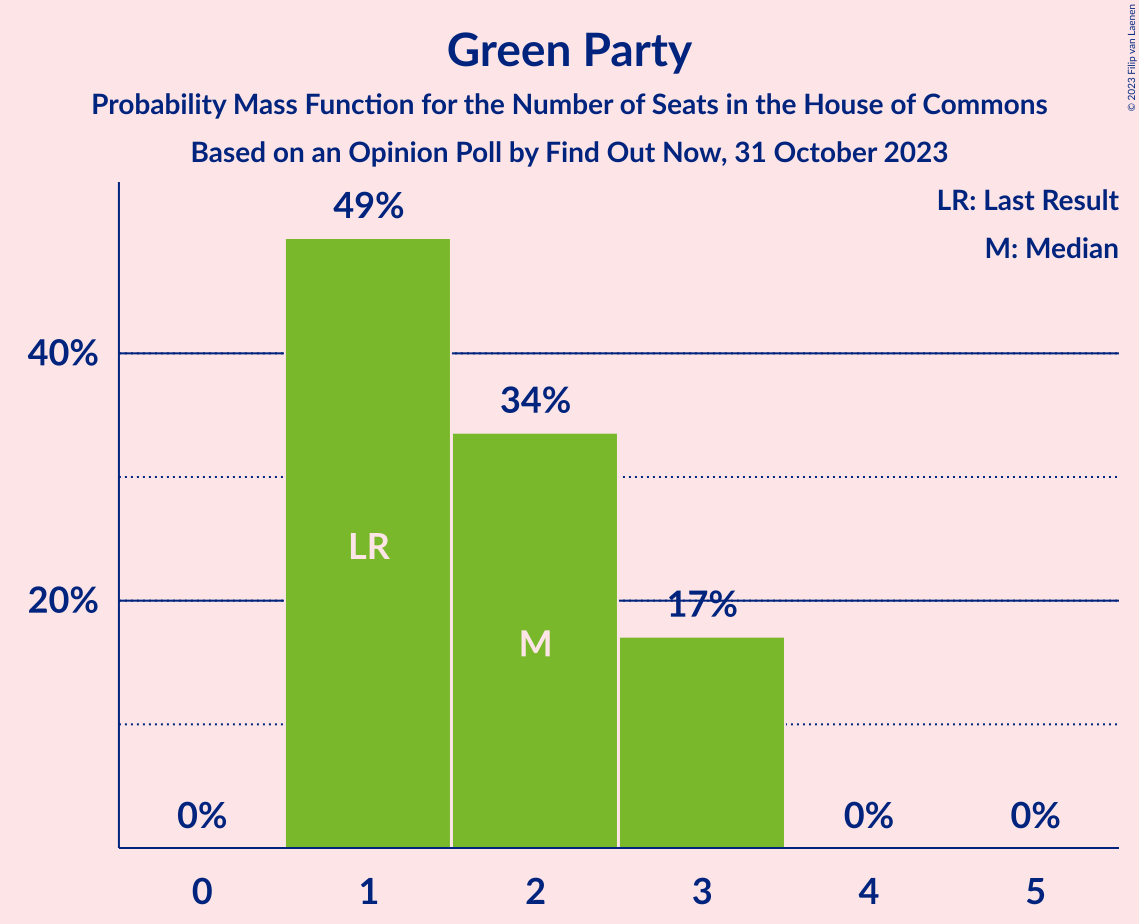 Green Party
Probability Mass Function for the Number of Seats in the House of Commons
Based on an Opinion Poll by Find Out Now, 31 October 2023
© 2023 Filip van Laenen
LR: Last Result
M: Median
49%
40%
34%
LR
20%
17%
M
0%
0%
0%
0 1 2 3 4 5